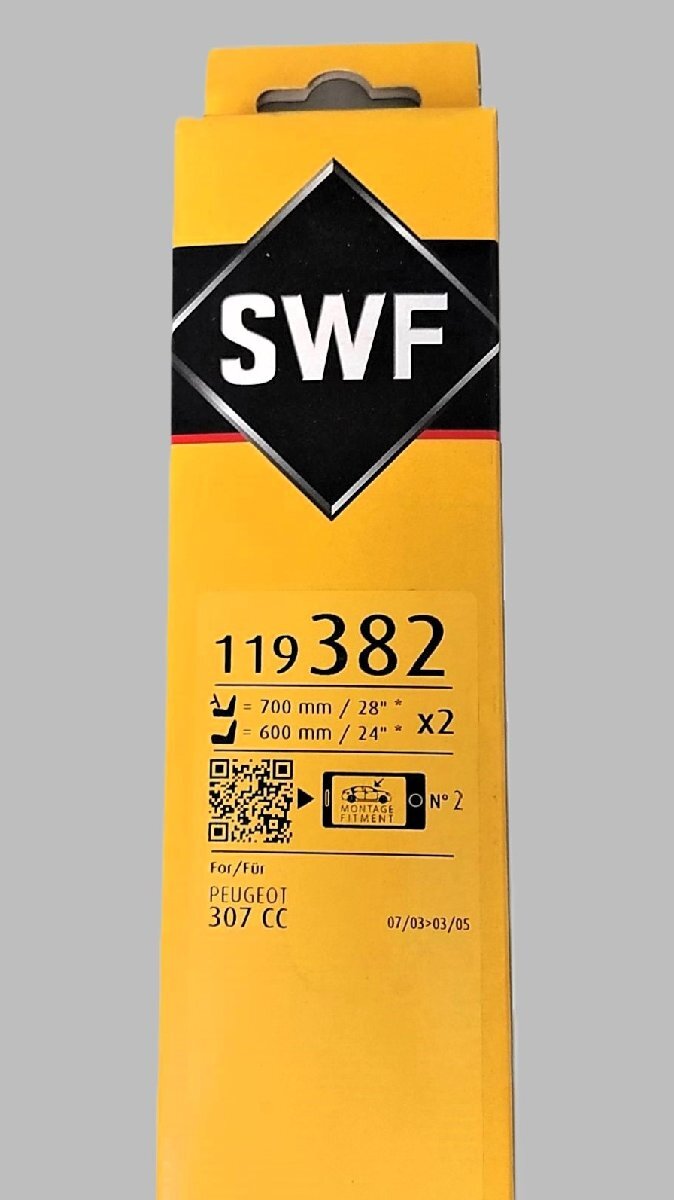 SWF
119 382
= 700 mm / 28" *
= 600 mm / 24" *
x2
MONTAGE
FITMENT
N° 2
For/Für
PEUGEOT
307 CC
07/03>03/05